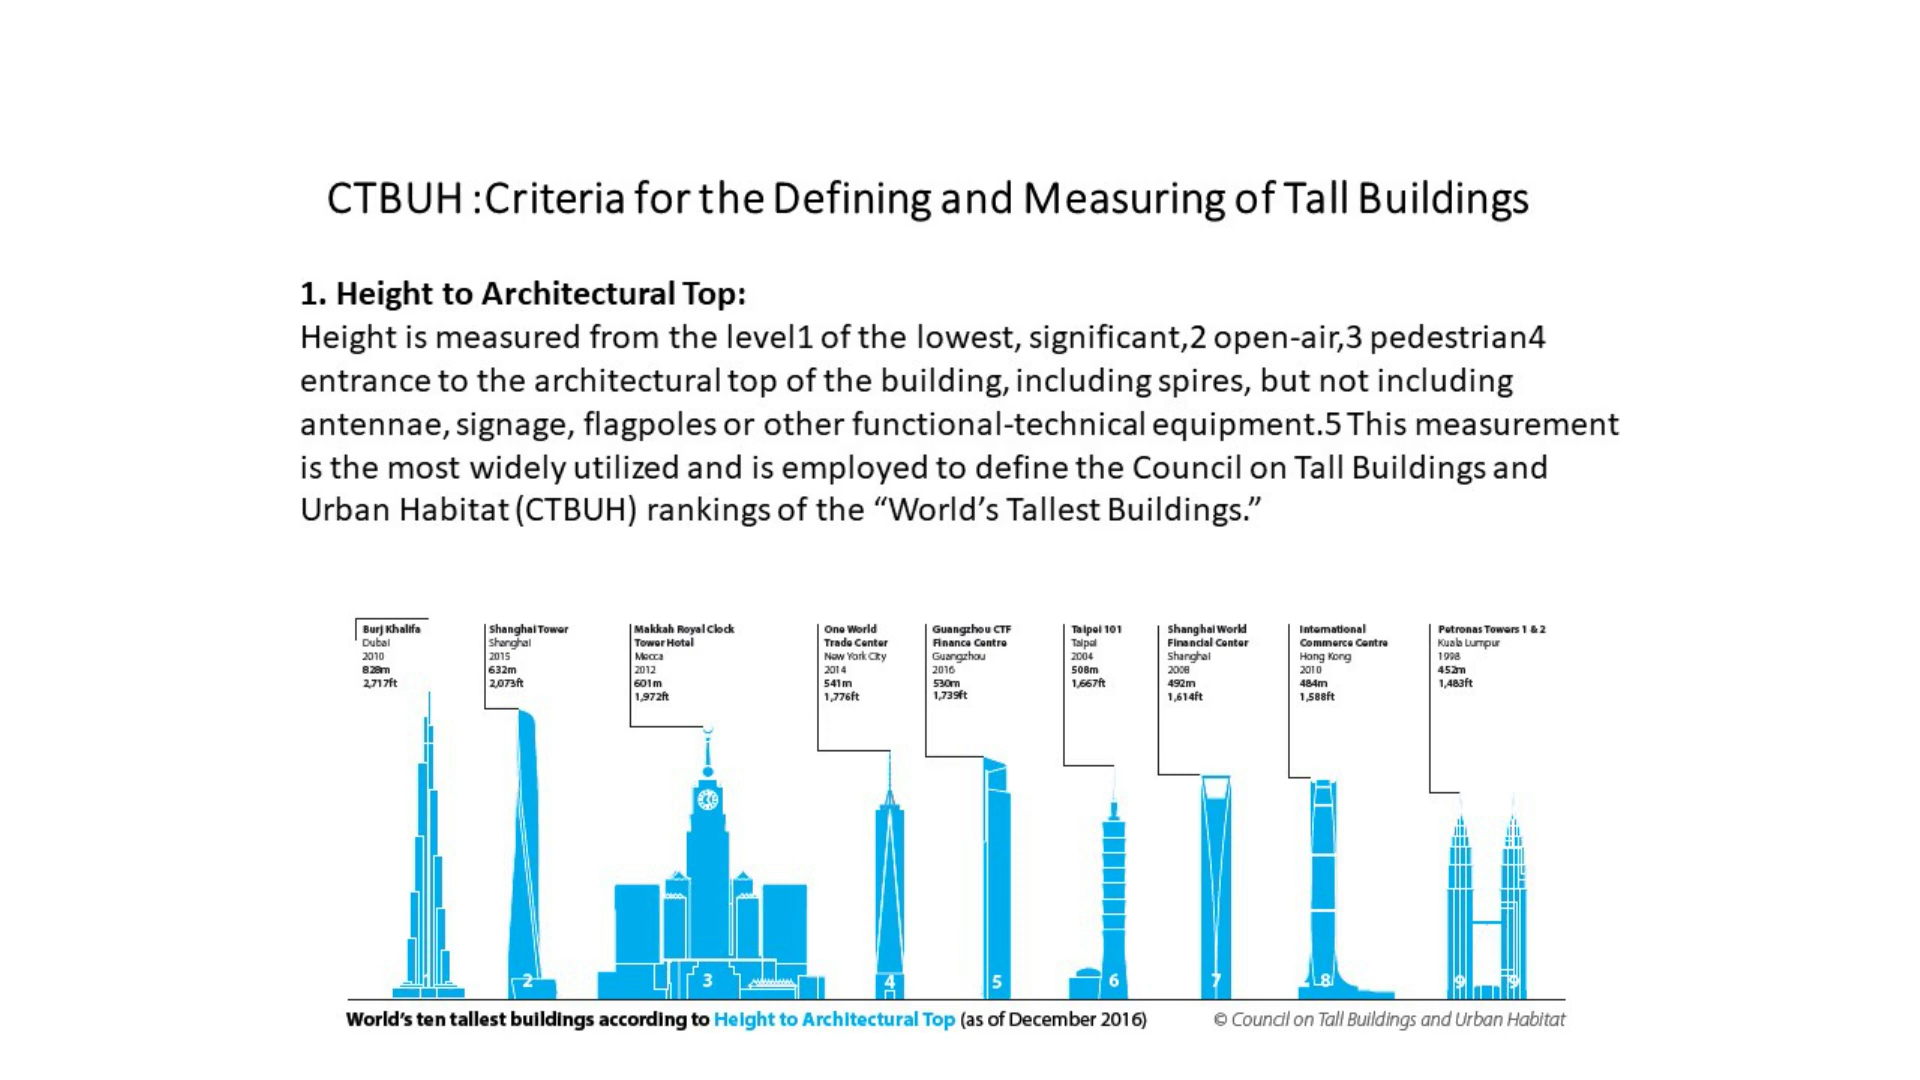 CTBUH :Criteria for the Defining and Measuring of Tall Buildings
1. Height to Architectural Top:
Height is measured from the level1 of the lowest, significant,2 open-air,3 pedestrian4
entrance to the architectural top of the building, including spires, but not including
antennae, signage, flagpoles or other functional-technical equipment.5 This measurement
is the most widely utilized and is employed to define the Council on Tall Buildings and
Urban Habitat (CTBUH) rankings of the “World’s Tallest Buildings.”
Burj Khalifa
Dubai
2010
828m
2,717ft
Shanghai Tower
Shanghai
2015
632m
2,073ft
Makkah Royal Clock
Tower Hotel
Mecca
2012
601m
1,972ft
One World
Trade Center
New York City
2014
541m
1,776ft
Guangzhou CTF
Finance Centre
Guangzhou
2016
530m
1,739ft
Taipei 101
Taipei
2004
508m
1,667ft
Shanghai World
Financial Center
Shanghai
2008
492m
1,614ft
International
Commerce Centre
Hong Kong
2010
484m
1,588ft
Petronas Towers 1 & 2
Kuala Lumpur
1998
452m
1,483ft
1
2
3
4
5
6
7
8
9
9
World’s ten tallest buildings according to Height to Architectural Top (as of December 2016)
© Council on Tall Buildings and Urban Habitat